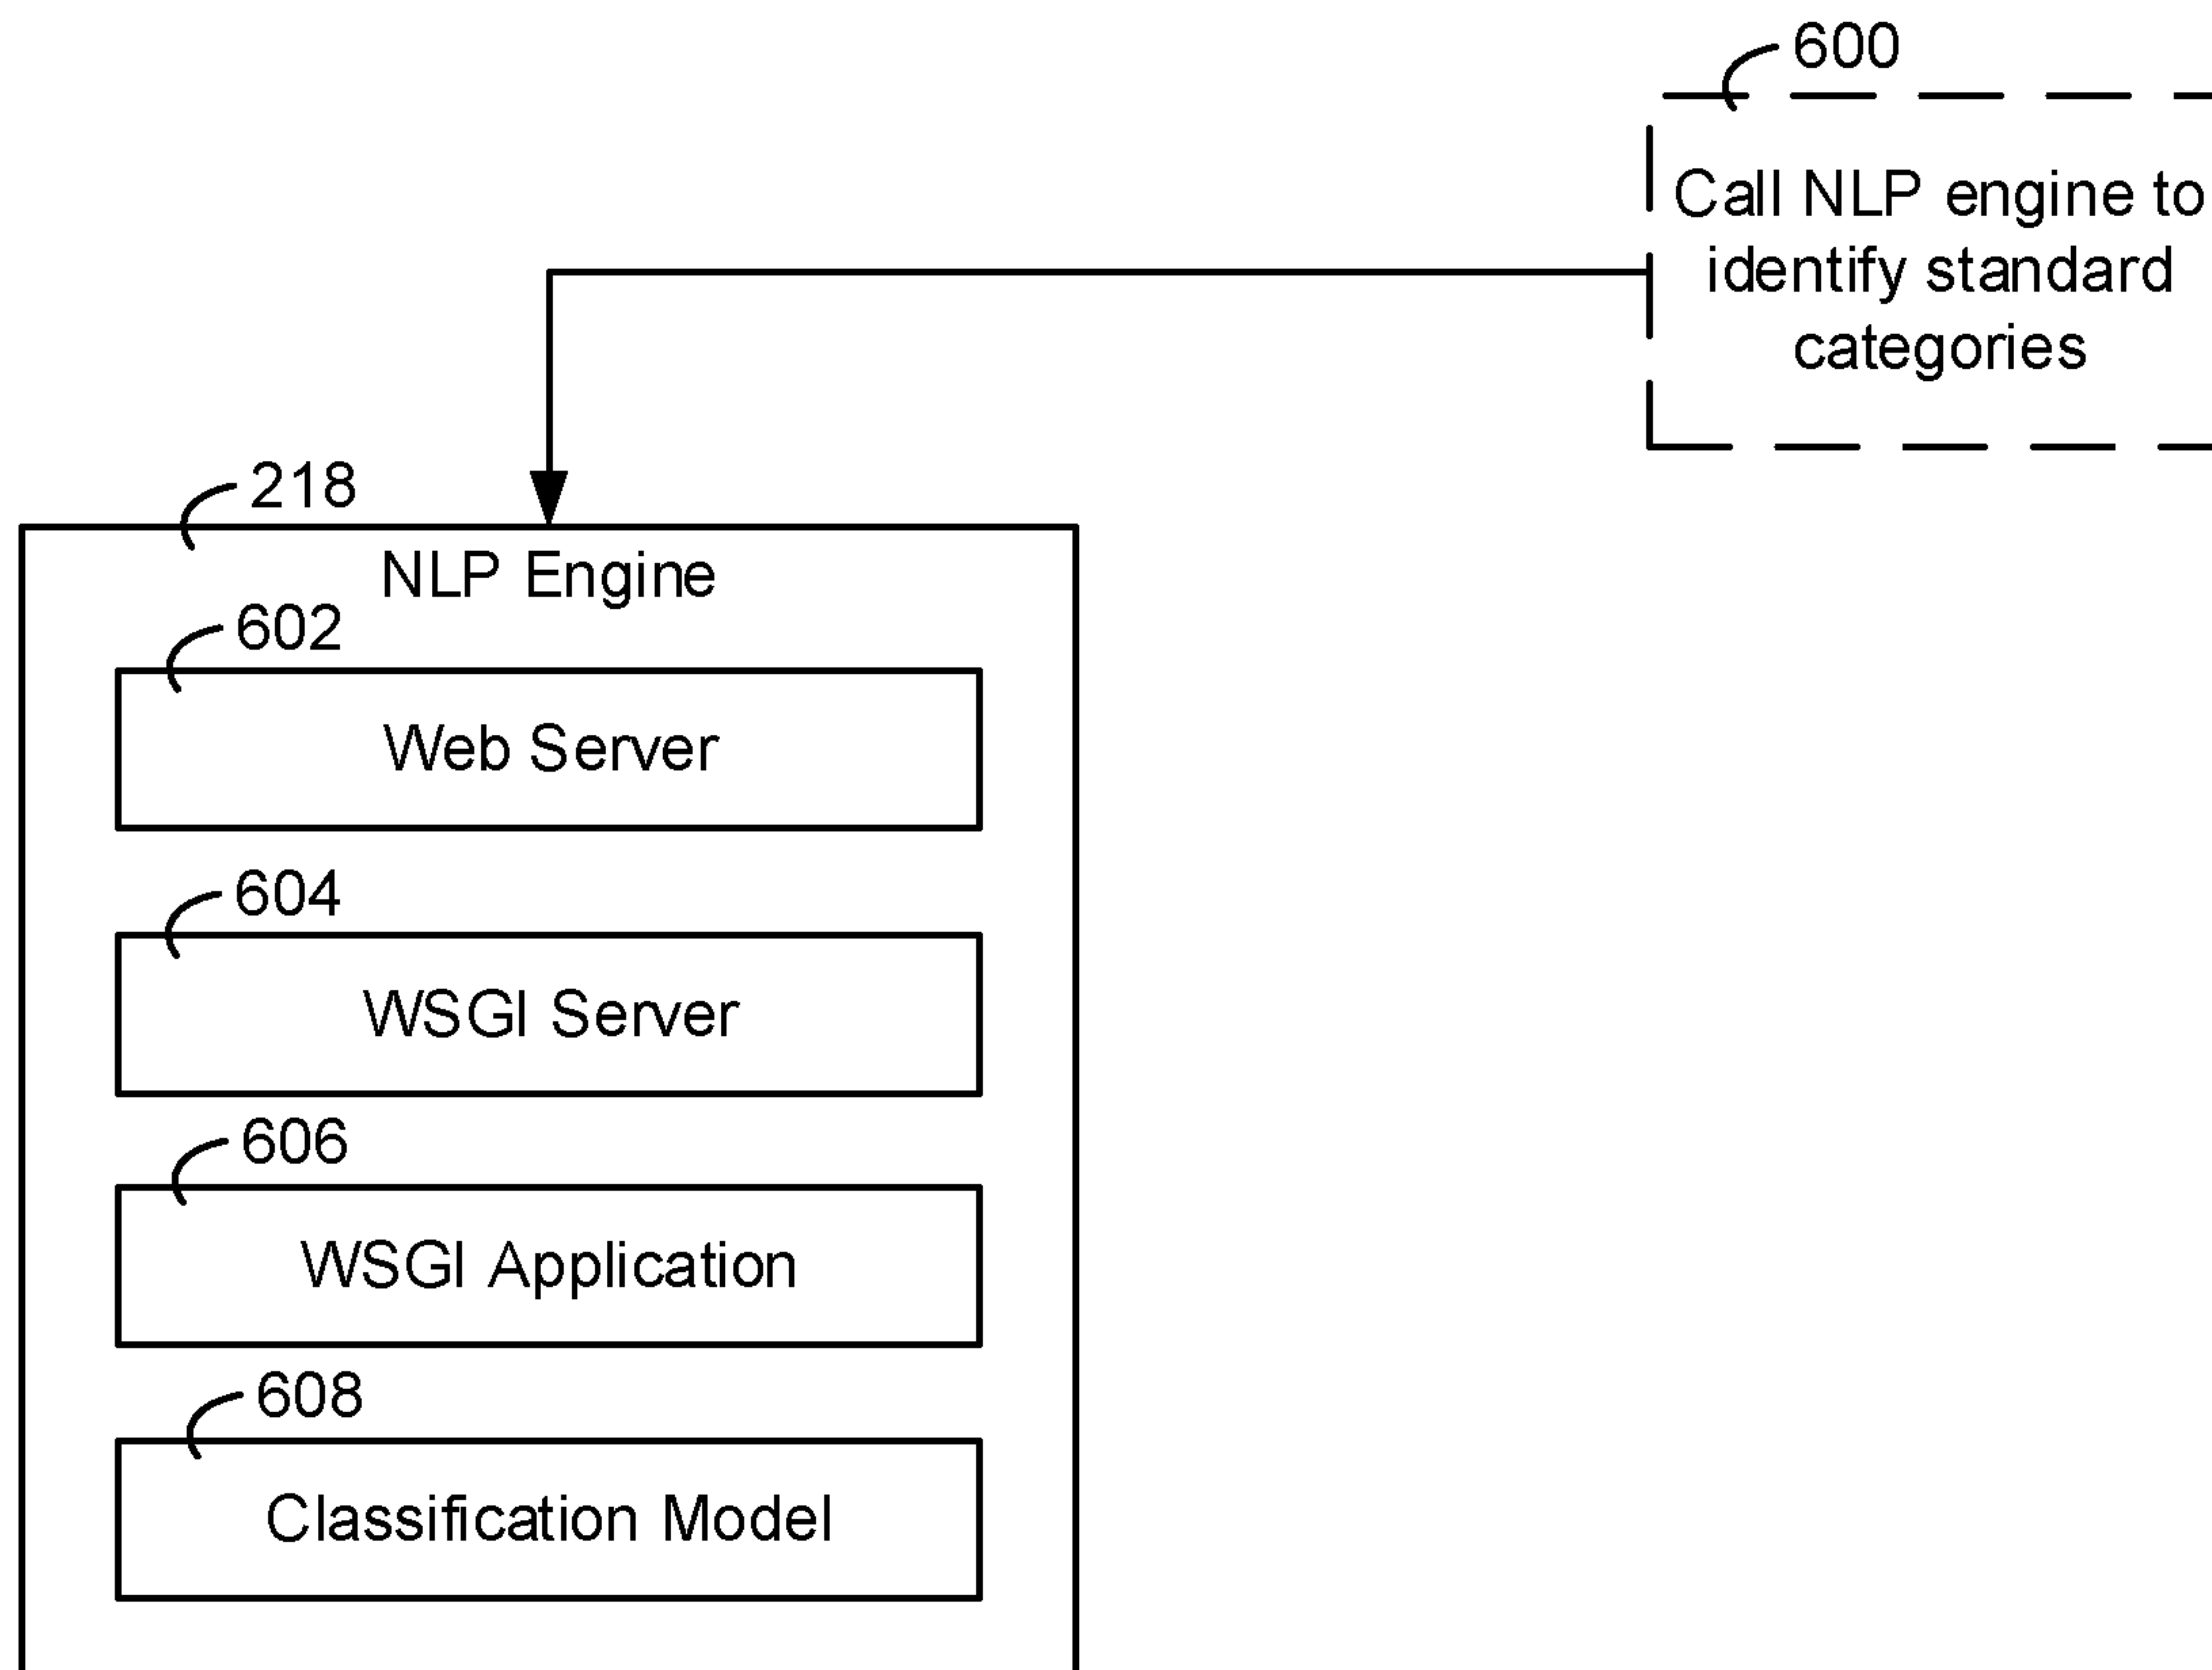 600
Call NLP engine to
identify standard
categories
218
NLP Engine
602
Web Server
604
WSGI Server
606
WSGI Application
608
Classification Model